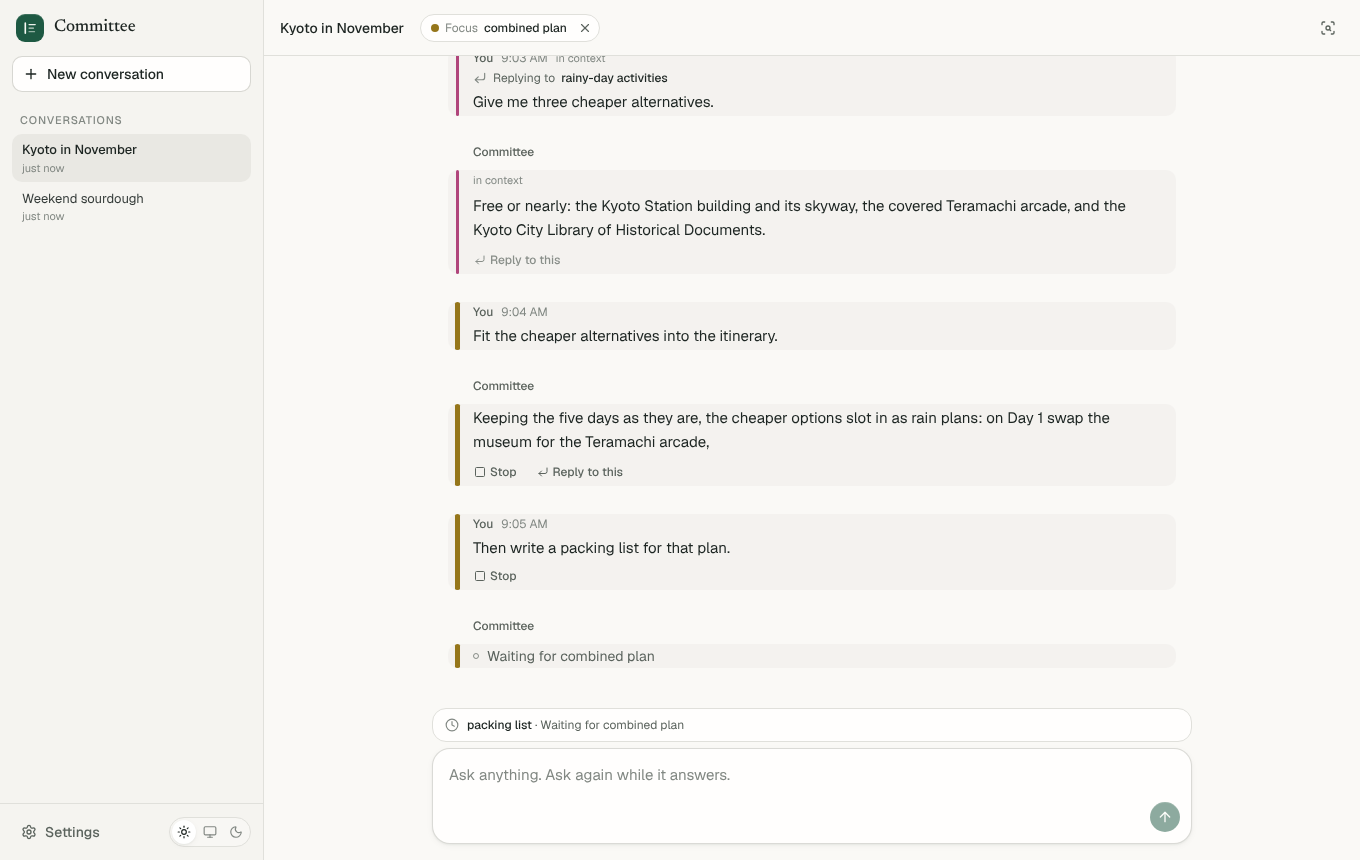 Committee
New conversation
CONVERSATIONS
Kyoto in November
just now
Weekend sourdough
just now
Settings
Kyoto in November
Focus combined plan
You 9:03 AM in context
Replying to rainy-day activities
Give me three cheaper alternatives.
Committee
in context
Free or nearly: the Kyoto Station building and its skyway, the covered Teramachi arcade, and the
Kyoto City Library of Historical Documents.
Reply to this
You 9:04 AM
Fit the cheaper alternatives into the itinerary.
Committee
Keeping the five days as they are, the cheaper options slot in as rain plans: on Day 1 swap the
museum for the Teramachi arcade,
Stop Reply to this
You 9:05 AM
Then write a packing list for that plan.
Stop
Committee
Waiting for combined plan
packing list · Waiting for combined plan
Ask anything. Ask again while it answers.